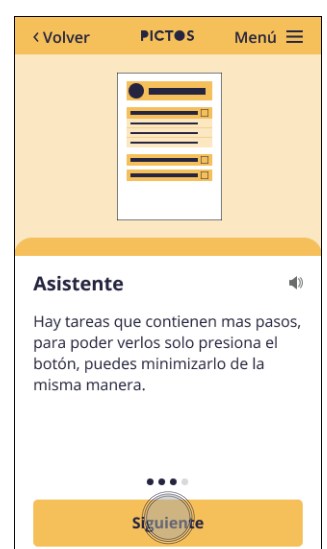 < Volver
PICTOS
Menú
Asistente
Hay tareas que contienen mas pasos,
para poder verlos solo presiona el
botón, puedes minimizarlo de la
misma manera.
Siguiente